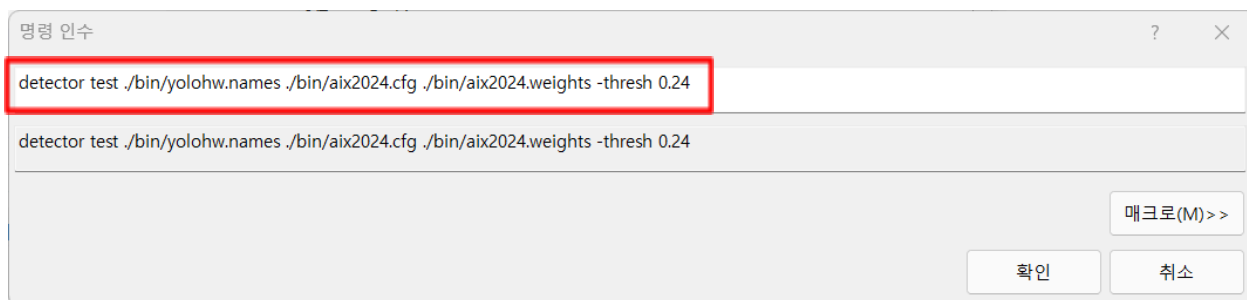 명령 인수
?
detector test ./bin/yolohw.names ./bin/aix2024.cfg ./bin/aix2024.weights -thresh 0.24
detector test ./bin/yolohw.names ./bin/aix2024.cfg ./bin/aix2024.weights -thresh 0.24
매크로(M)>>
확인
취소